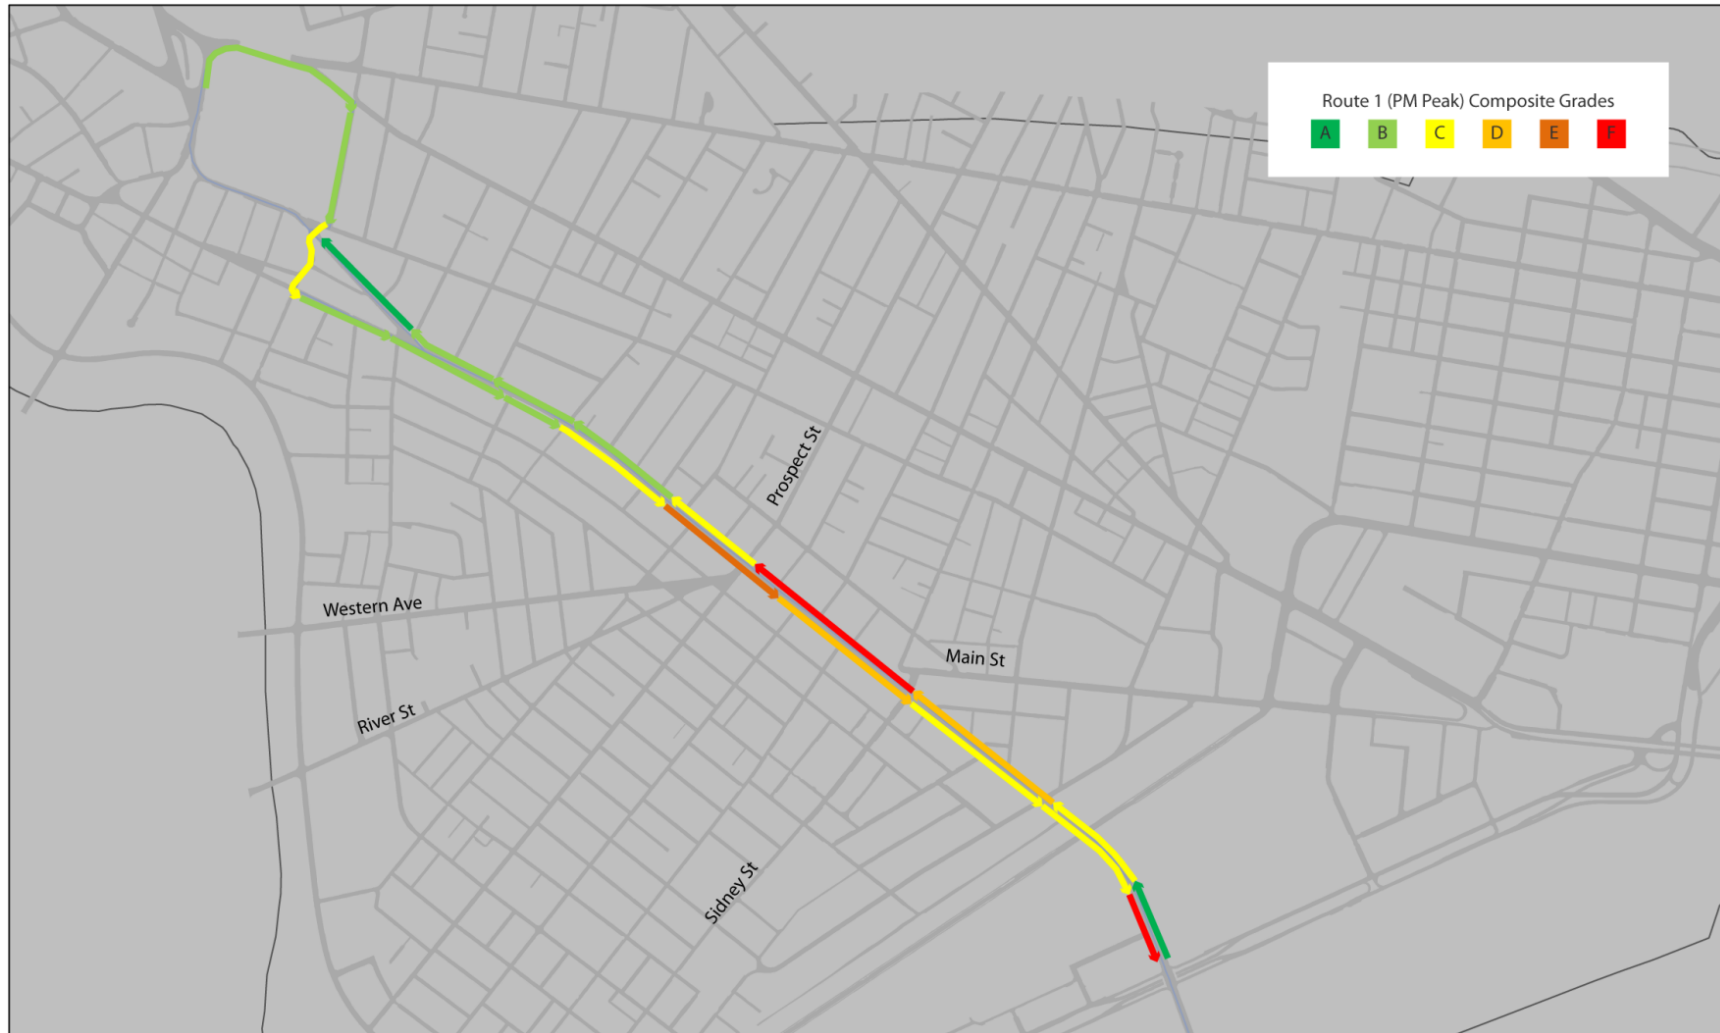 Route 1 (PM Peak) Composite Grades
A B C D E F
Prospect St
Western Ave
Main St
River St
Sidney St